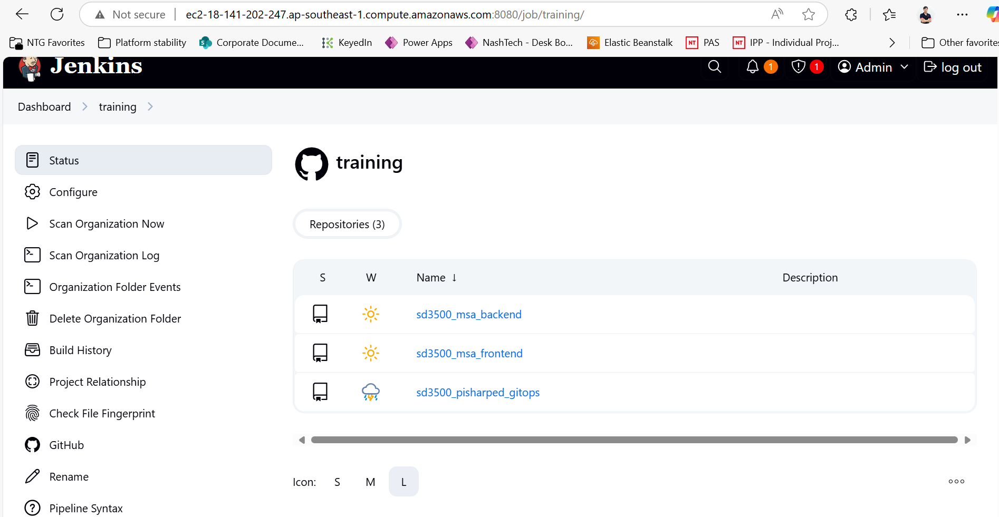 Not secure ec2-18-141-202-247.ap-southeast-1.compute.amazonaws.com:8080/job/training/
NTG Favorites Platform stability Corporate Docume... KeyedIn Power Apps NashTech - Desk Bo... Elastic Beanstalk NT PAS NT IPP - Individual Proj... Other favorites
Jenkins 1 1 Admin log out
Dashboard training
Status
Configure
Scan Organization Now
Scan Organization Log
Organization Folder Events
Delete Organization Folder
Build History
Project Relationship
Check File Fingerprint
GitHub
Rename
Pipeline Syntax
training
Repositories (3)
S W Name ↓ Description
sd3500_msa_backend
sd3500_msa_frontend
sd3500_pisharped_gitops
Icon: S M L